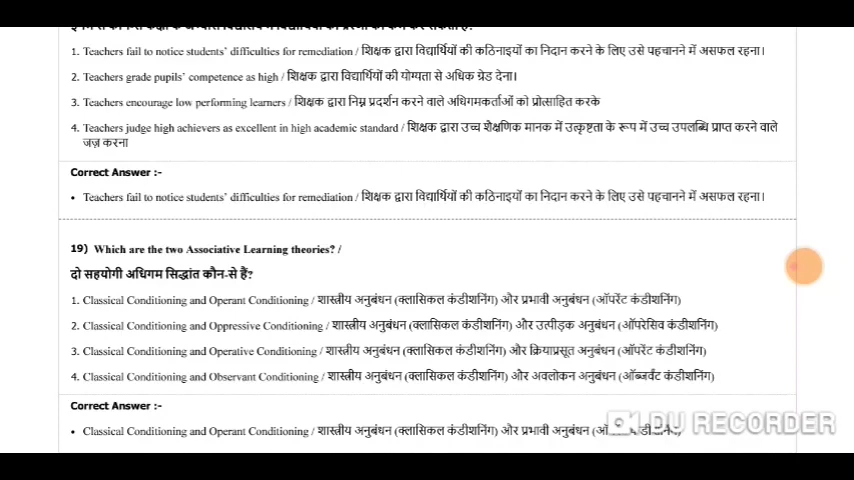 1. Teachers fail to notice students' difficulties for remediation / शिक्षक द्वारा विद्यार्थियों की कठिनाइयों का निदान करने के लिए उसे पहचानने में असफल रहना।
2. Teachers grade pupils' competence as high / शिक्षक द्वारा विद्यार्थियों की योग्यता से अधिक ग्रेड देना।
3. Teachers encourage low performing learners / शिक्षक द्वारा निम्न प्रदर्शन करने वाले अधिगमकर्ताओं को प्रोत्साहित करके
4. Teachers judge high achievers as excellent in high academic standard / शिक्षक द्वारा उच्च शैक्षणिक मानक में उत्कृष्टता के रूप में उच्च उपलब्धि प्राप्त करने वाले
जज़ करना
Correct Answer :-
• Teachers fail to notice students' difficulties for remediation / शिक्षक द्वारा विद्यार्थियों की कठिनाइयों का निदान करने के लिए उसे पहचानने में असफल रहना।
19) Which are the two Associative Learning theories? /
दो सहयोगी अधिगम सिद्धांत कौन-से हैं?
1. Classical Conditioning and Operant Conditioning / शास्त्रीय अनुबंधन (क्लासिकल कंडीशनिंग) और प्रभावी अनुबंधन (ऑपरेंट कंडीशनिंग)
2. Classical Conditioning and Oppressive Conditioning / शास्त्रीय अनुबंधन (क्लासिकल कंडीशनिंग) और उत्पीड़क अनुबंधन (ऑपरेसिव कंडीशनिंग)
3. Classical Conditioning and Operative Conditioning / शास्त्रीय अनुबंधन (क्लासिकल कंडीशनिंग) और क्रियाप्रसूत अनुबंधन (ऑपरेंट कंडीशनिंग)
4. Classical Conditioning and Observant Conditioning / शास्त्रीय अनुबंधन (क्लासिकल कंडीशनिंग) और अवलोकन अनुबंधन (ऑब्जर्वेंट कंडीशनिंग)
Correct Answer :-
• Classical Conditioning and Operant Conditioning / शास्त्रीय अनुबंधन (क्लासिकल कंडीशनिंग) और प्रभावी अनुबंधन
DU RECORDER